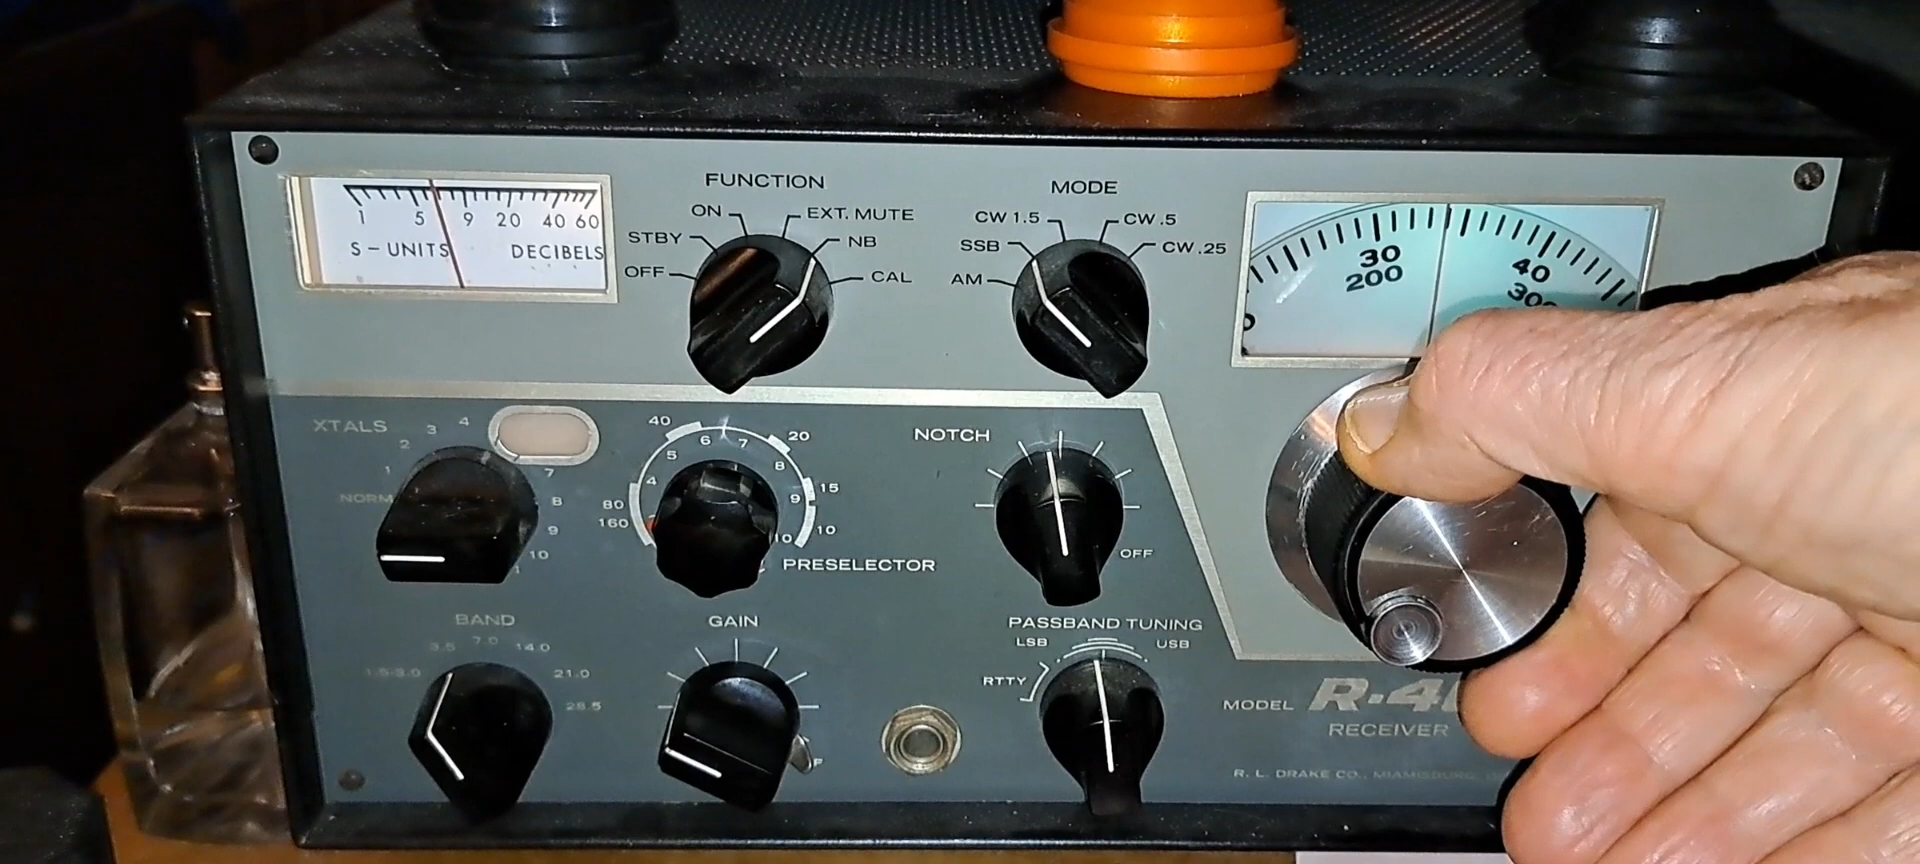 FUNCTION
MODE
ON
EXT. MUTE
STBY
NB
OFF
CAL
CW 1.5
CW .5
SSB
CW .25
AM
1 5 9 20 40 60
S-UNITS DECIBELS
30 40
200 300
XTALS
1 2 3 4 7 8 9 10
NORM
40
20
15
10
80
160
4 5 6 7 8 9 10
PRESELECTOR
NOTCH
OFF
BAND
1.5-3.0 3.5 7.0 14.0 21.0 28.5
GAIN
PASSBAND TUNING
LSB USB
RTTY
MODEL R-4
RECEIVER
R. L. DRAKE CO., MIAMISBURG,